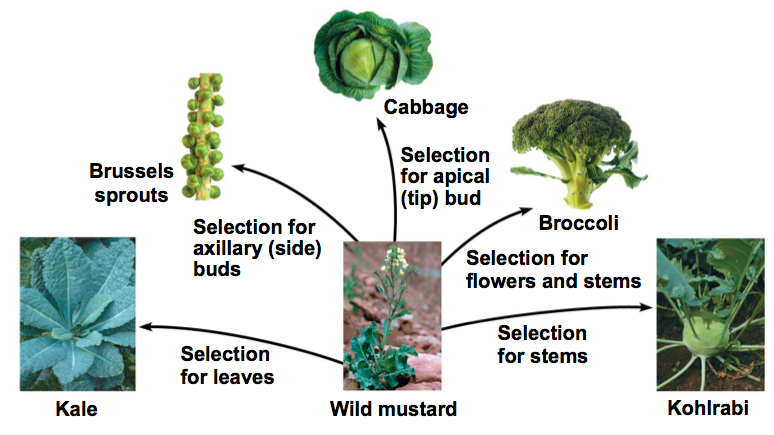 Cabbage
Selection
for apical
(tip) bud
Brussels
sprouts
Broccoli
Selection for
axillary (side)
buds
Selection for
flowers and stems
Selection
for stems
Selection
for leaves
Kale
Wild mustard
Kohlrabi